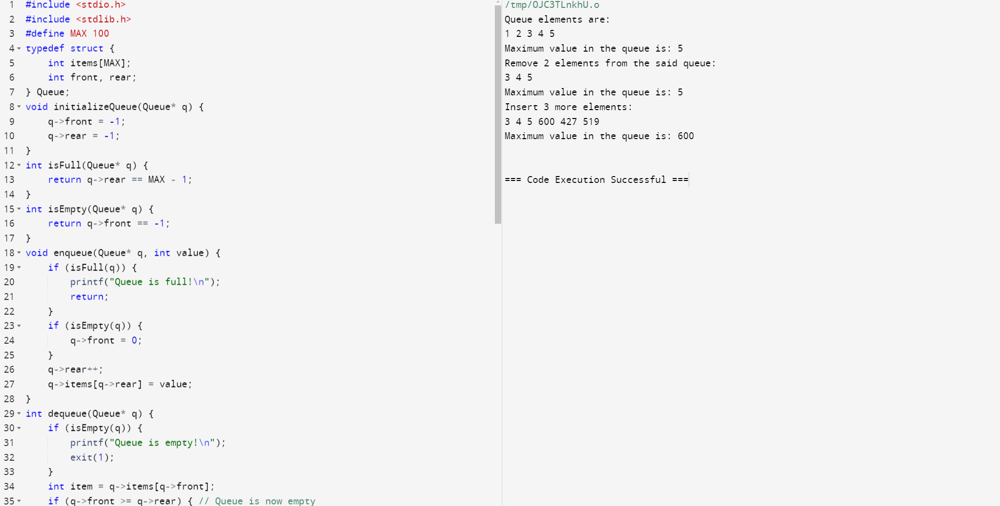 1 #include <stdio.h>
2 #include <stdlib.h>
3 #define MAX 100
4 typedef struct {
5     int items[MAX];
6     int front, rear;
7 } Queue;
8 void initializeQueue(Queue* q) {
9     q->front = -1;
10     q->rear = -1;
11 }
12 int isFull(Queue* q) {
13     return q->rear == MAX - 1;
14 }
15 int isEmpty(Queue* q) {
16     return q->front == -1;
17 }
18 void enqueue(Queue* q, int value) {
19     if (isFull(q)) {
20         printf("Queue is full!\n");
21         return;
22     }
23     if (isEmpty(q)) {
24         q->front = 0;
25     }
26     q->rear++;
27     q->items[q->rear] = value;
28 }
29 int dequeue(Queue* q) {
30     if (isEmpty(q)) {
31         printf("Queue is empty!\n");
32         exit(1);
33     }
34     int item = q->items[q->front];
35     if (q->front >= q->rear) { // Queue is now empty
/tmp/OJC3TLnkhU.o
Queue elements are:
1 2 3 4 5
Maximum value in the queue is: 5
Remove 2 elements from the said queue:
3 4 5
Maximum value in the queue is: 5
Insert 3 more elements:
3 4 5 600 427 519
Maximum value in the queue is: 600
=== Code Execution Successful ===